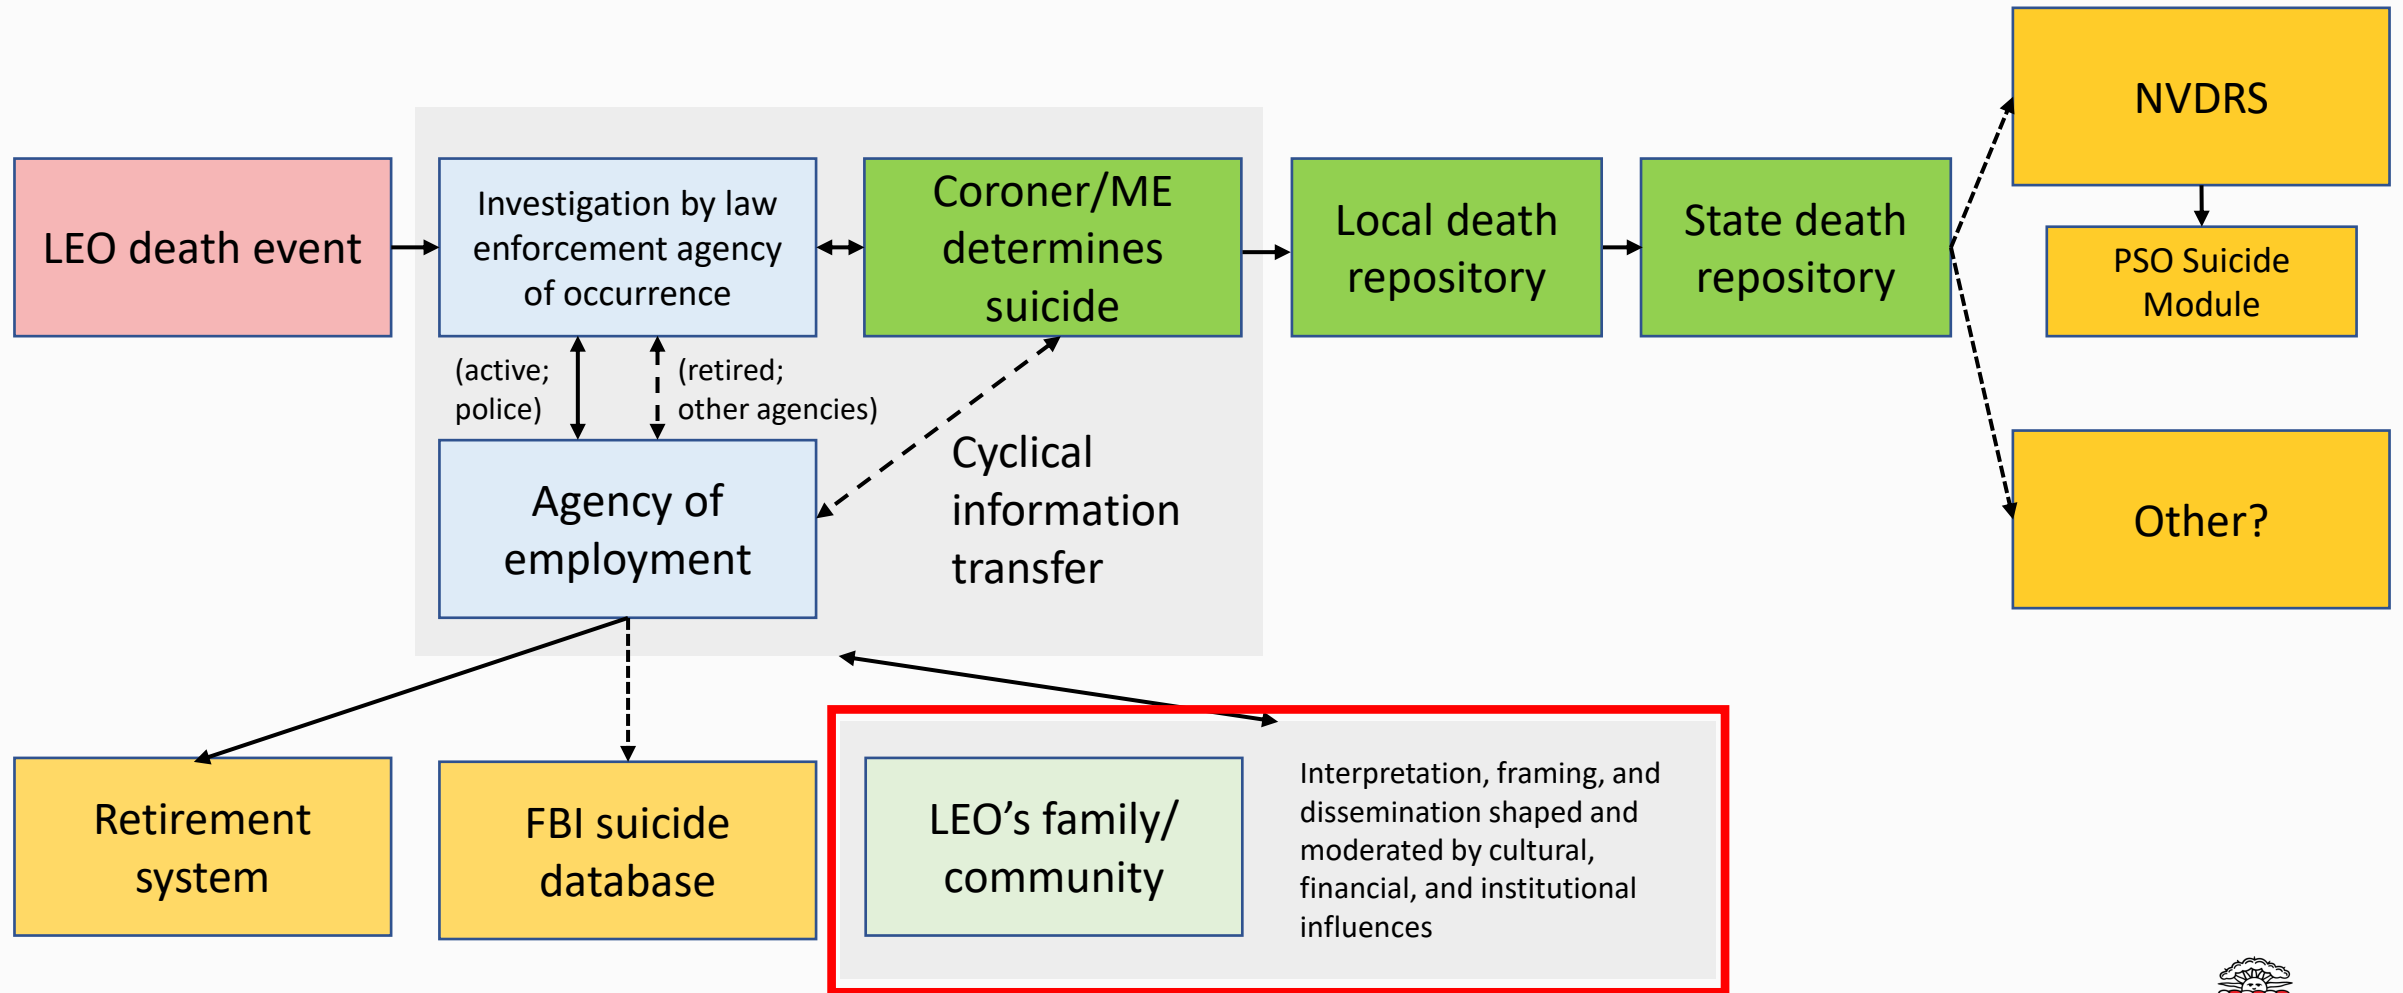 LEO death event
Investigation by law
enforcement agency
of occurrence
Coroner/ME
determines
suicide
Local death
repository
State death
repository
NVDRS
PSO Suicide
Module
Other?
(active;
police)
(retired;
other agencies)
Agency of
employment
Cyclical
information
transfer
Retirement
system
FBI suicide
database
LEO’s family/
community
Interpretation, framing, and
dissemination shaped and
moderated by cultural,
financial, and institutional
influences